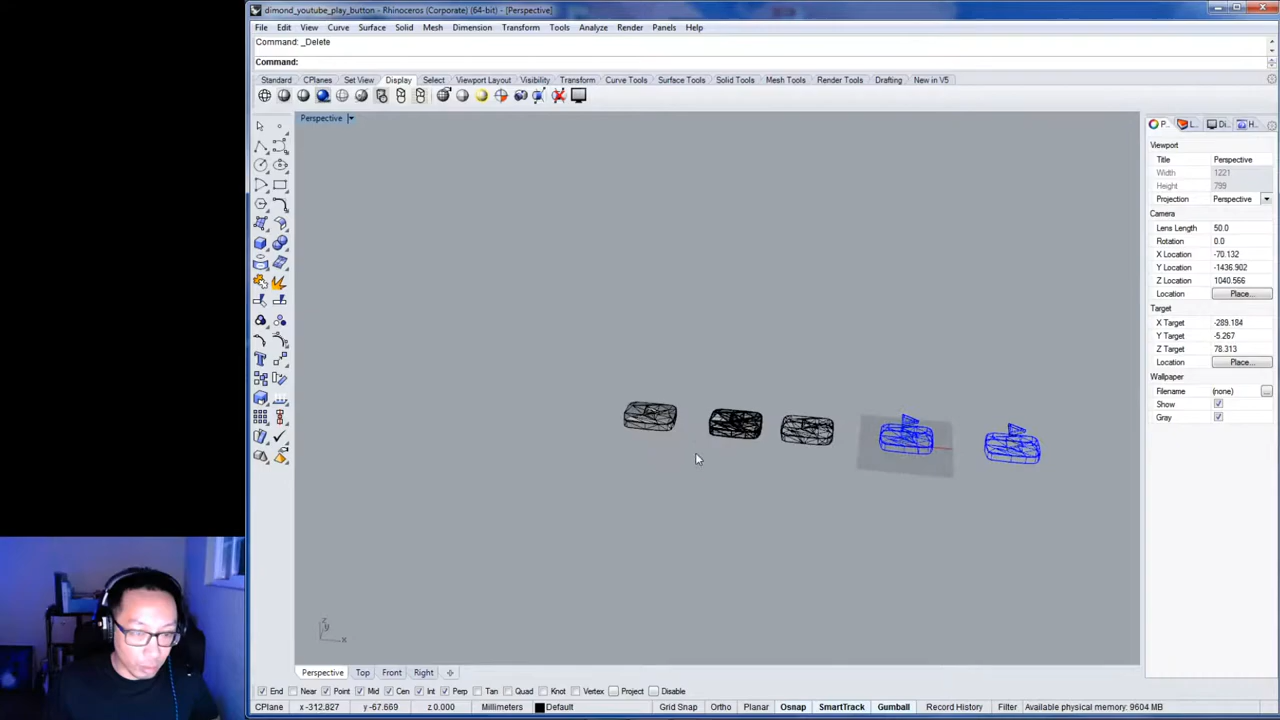 dimond_youtube_play_button - Rhinoceros (Corporate) (64-bit) - [Perspective]
File Edit View Curve Surface Solid Mesh Dimension Transform Tools Analyze Render Panels Help
Command: _Delete
Command:
Standard CPlanes Set View Display Select Viewport Layout Visibility Transform Curve Tools Surface Tools Solid Tools Mesh Tools Render Tools Drafting New in V5
Perspective
P... L... Di... H...
Viewport
Title Perspective
Width 1221
Height 799
Projection Perspective
Camera
Lens Length 50.0
Rotation 0.0
X Location -70.132
Y Location -1436.902
Z Location 1040.566
Location Place...
Target
X Target -289.184
Y Target -5.267
Z Target 78.313
Location Place...
Wallpaper
Filename (none) ...
Show
Gray
z
y
x
Perspective Top Front Right
End Near Point Mid Cen Int Perp Tan Quad Knot Vertex Project Disable
CPlane x -312.827 y -67.669 z 0.000 Millimeters Default Grid Snap Ortho Planar Osnap SmartTrack Gumball Record History Filter Available physical memory: 9604 MB